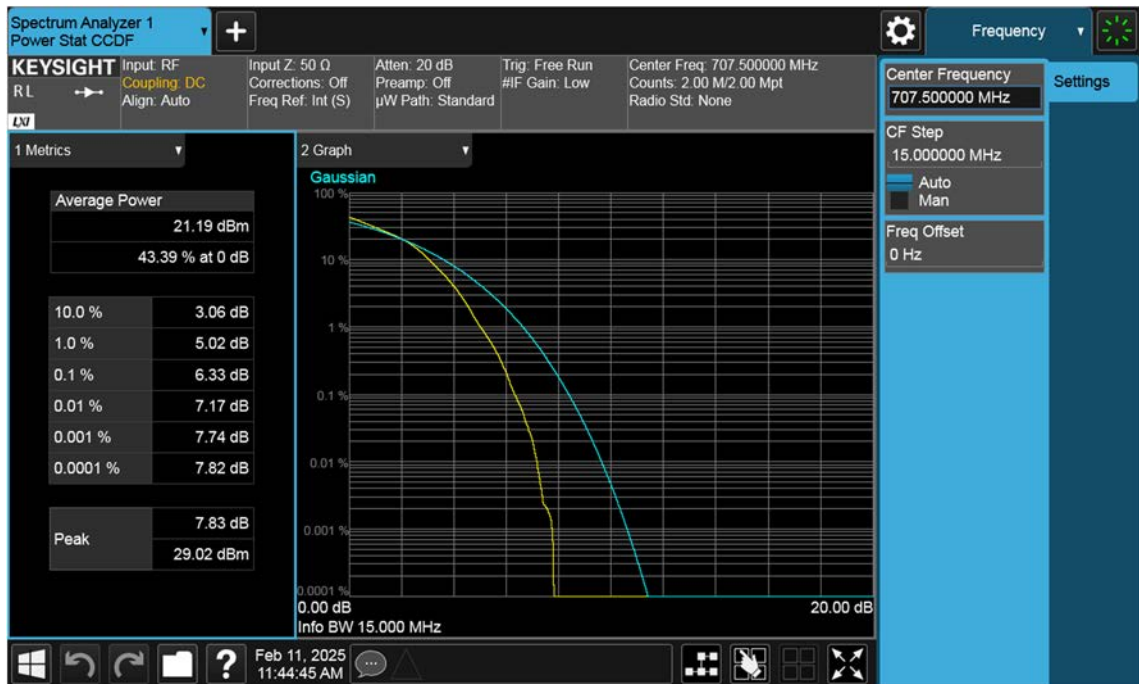 Spectrum Analyzer 1
Power Stat CCDF
+
Frequency
KEYSIGHT
RL
LXI
Input: RF
Coupling: DC
Align: Auto
Input Z: 50 Ω
Corrections: Off
Freq Ref: Int (S)
Atten: 20 dB
Preamp: Off
µW Path: Standard
Trig: Free Run
#IF Gain: Low
Center Freq: 707.500000 MHz
Counts: 2.00 M/2.00 Mpt
Radio Std: None
Center Frequency
707.500000 MHz
Settings
CF Step
15.000000 MHz
Auto
Man
Freq Offset
0 Hz
1 Metrics
Average Power
21.19 dBm
43.39 % at 0 dB
10.0 % 3.06 dB
1.0 % 5.02 dB
0.1 % 6.33 dB
0.01 % 7.17 dB
0.001 % 7.74 dB
0.0001 % 7.82 dB
Peak
7.83 dB
29.02 dBm
2 Graph
Gaussian
100 %
10 %
1 %
0.1 %
0.01 %
0.001 %
0.0001 %
0.00 dB 20.00 dB
Info BW 15.000 MHz
?
Feb 11, 2025
11:44:45 AM